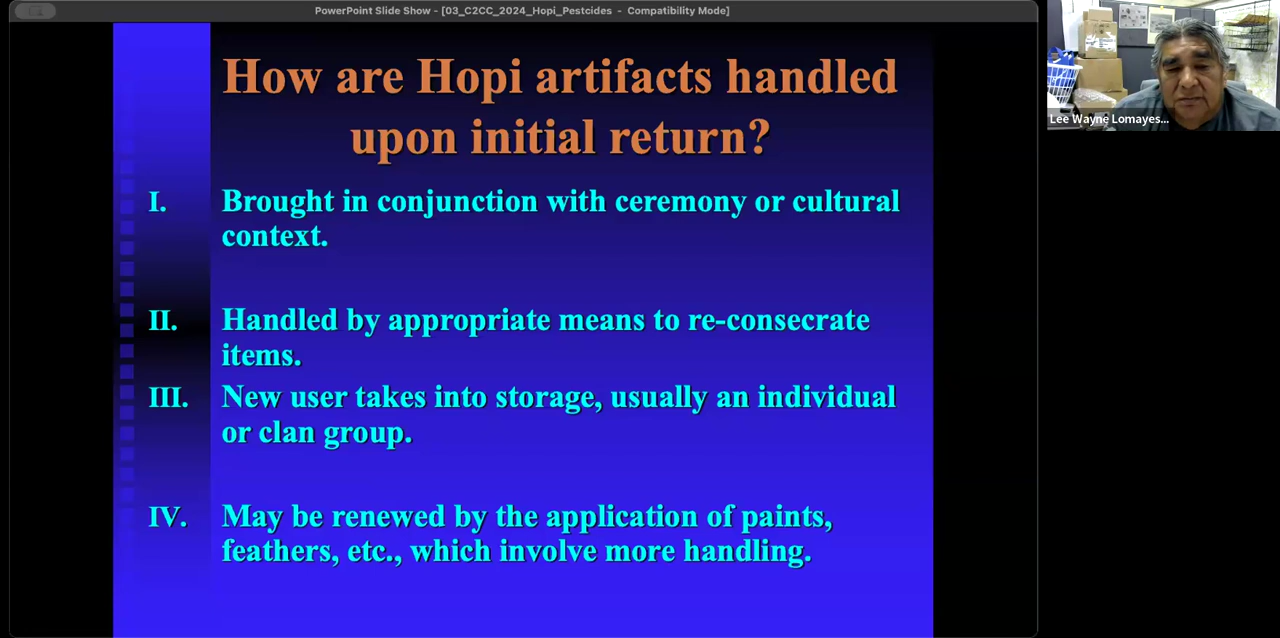 PowerPoint Slide Show - [03_C2CC_2024_Hopi_Pestcides - Compatibility Mode]
How are Hopi artifacts handled
upon initial return?
I. Brought in conjunction with ceremony or cultural
context.
II. Handled by appropriate means to re-consecrate
items.
III. New user takes into storage, usually an individual
or clan group.
IV. May be renewed by the application of paints,
feathers, etc., which involve more handling.
Lee Wayne Lomayes...